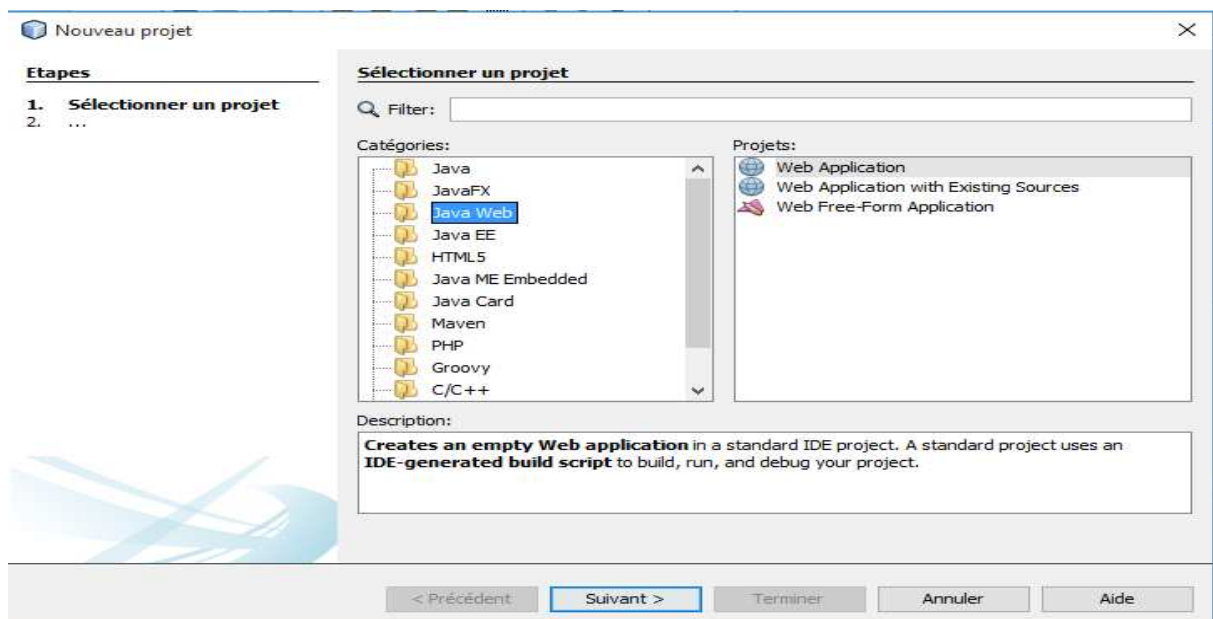 Nouveau projet
Etapes
1. Sélectionner un projet
2. ...
Sélectionner un projet
Filter:
Catégories:
Java
JavaFX
Java Web
Java EE
HTML5
Java ME Embedded
Java Card
Maven
PHP
Groovy
C/C++
Projets:
Web Application
Web Application with Existing Sources
Web Free-Form Application
Description:
Creates an empty Web application in a standard IDE project. A standard project uses an
IDE-generated build script to build, run, and debug your project.
< Précédent
Suivant >
Terminer
Annuler
Aide